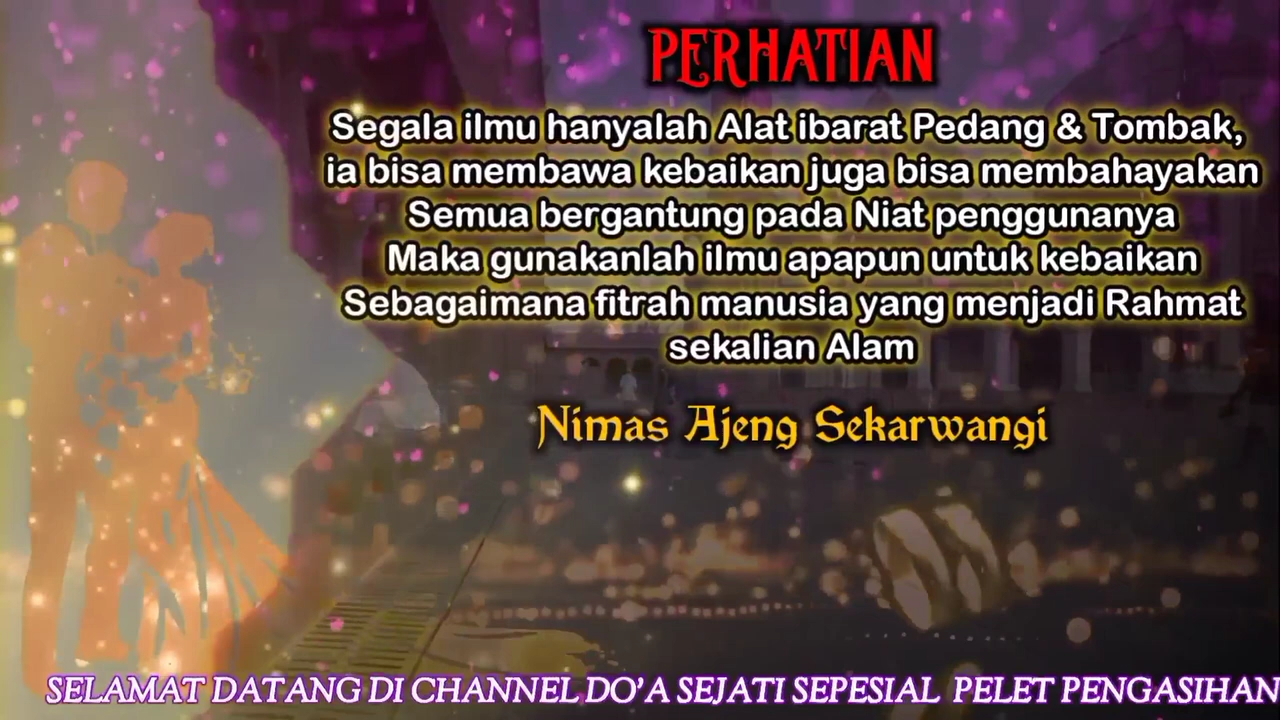 PERHATIAN
Segala ilmu hanyalah Alat ibarat Pedang & Tombak,
ia bisa membawa kebaikan juga bisa membahayakan
Semua bergantung pada Niat penggunanya
Maka gunakanlah ilmu apapun untuk kebaikan
Sebagaimana fitrah manusia yang menjadi Rahmat
sekalian Alam
Nimas Ajeng Sekarwangi
SELAMAT DATANG DI CHANNEL DO'A SEJATI SEPESIAL PELET PENGASIHAN